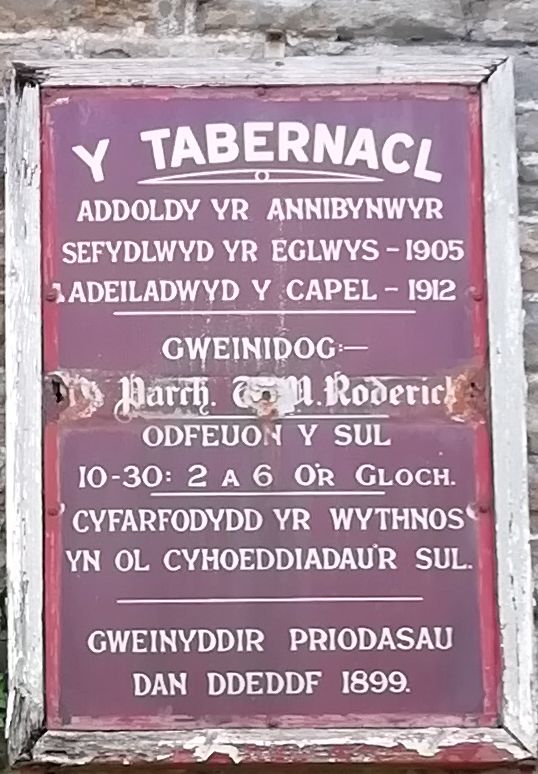 Y TABERNACL
ADDOLDY YR ANNIBYNWYR
SEFYDLWYD YR EGLWYS - 1905
ADEILADWYD Y CAPEL - 1912
GWEINIDOG:-
Parch. Roderick
ODFEUON Y SUL
10-30: 2 A 6 O'R GLOCH.
CYFARFODYDD YR WYTHNOS
YN OL CYHOEDDIADAU'R SUL.
GWEINYDDIR PRIODASAU
DAN DDEDDF 1899.